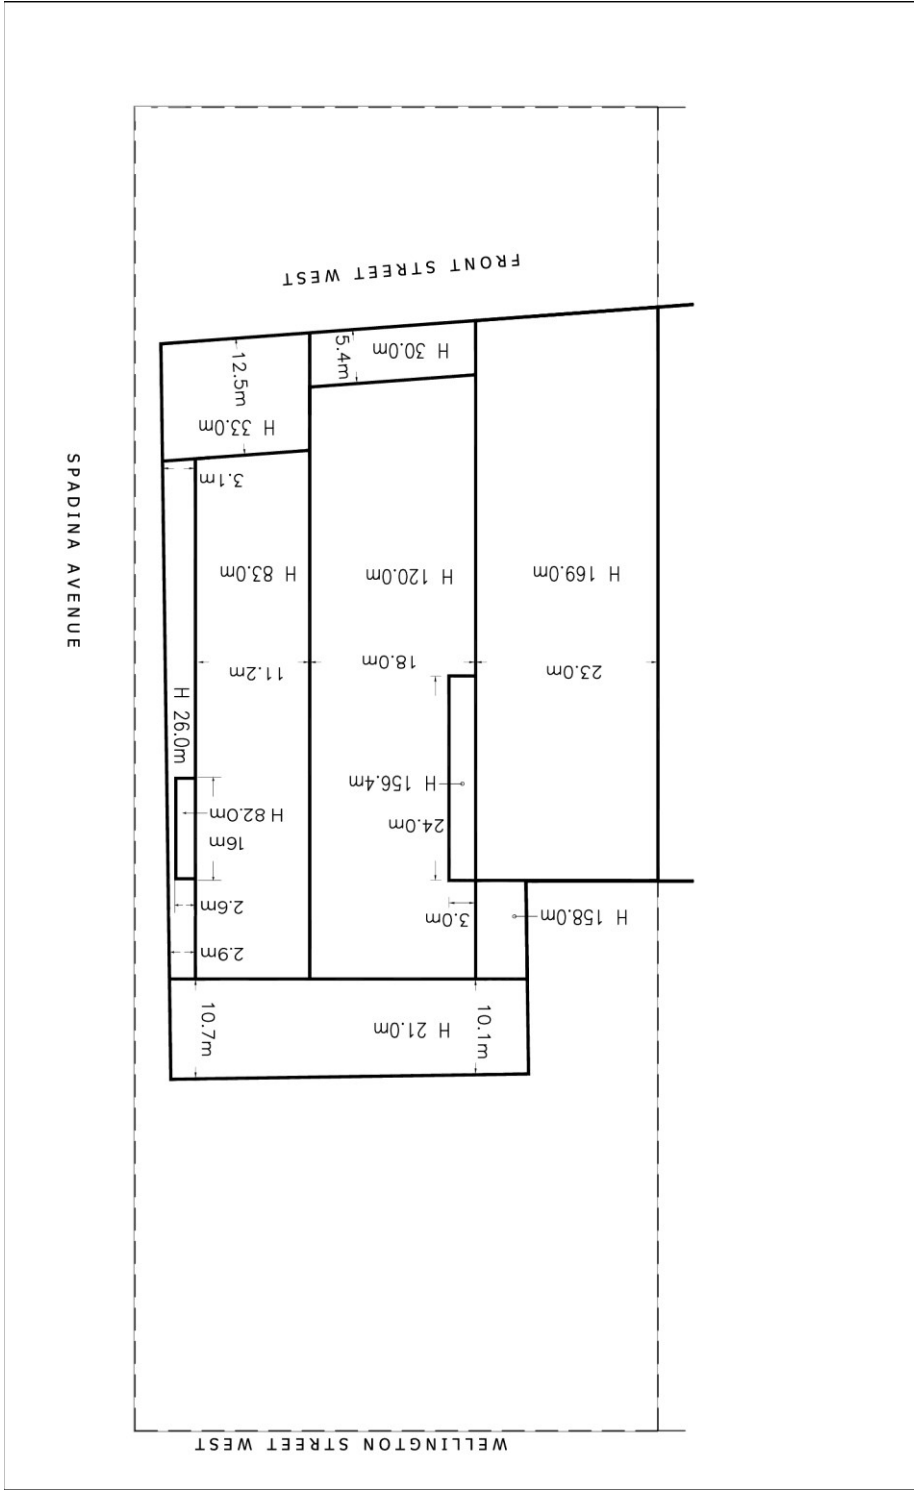 FRONT STREET WEST
H 30.0m
5.4m
12.5m
H 33.0m
3.1m
SPADINA AVENUE
H 83.0m
H 120.0m
H 169.0m
11.2m
18.0m
23.0m
H 26.0m
H 156.4m
H 82.0m
16m
24.0m
2.6m
3.0m
H 158.0m
2.9m
10.7m
H 21.0m
10.1m
WELLINGTON STREET WEST